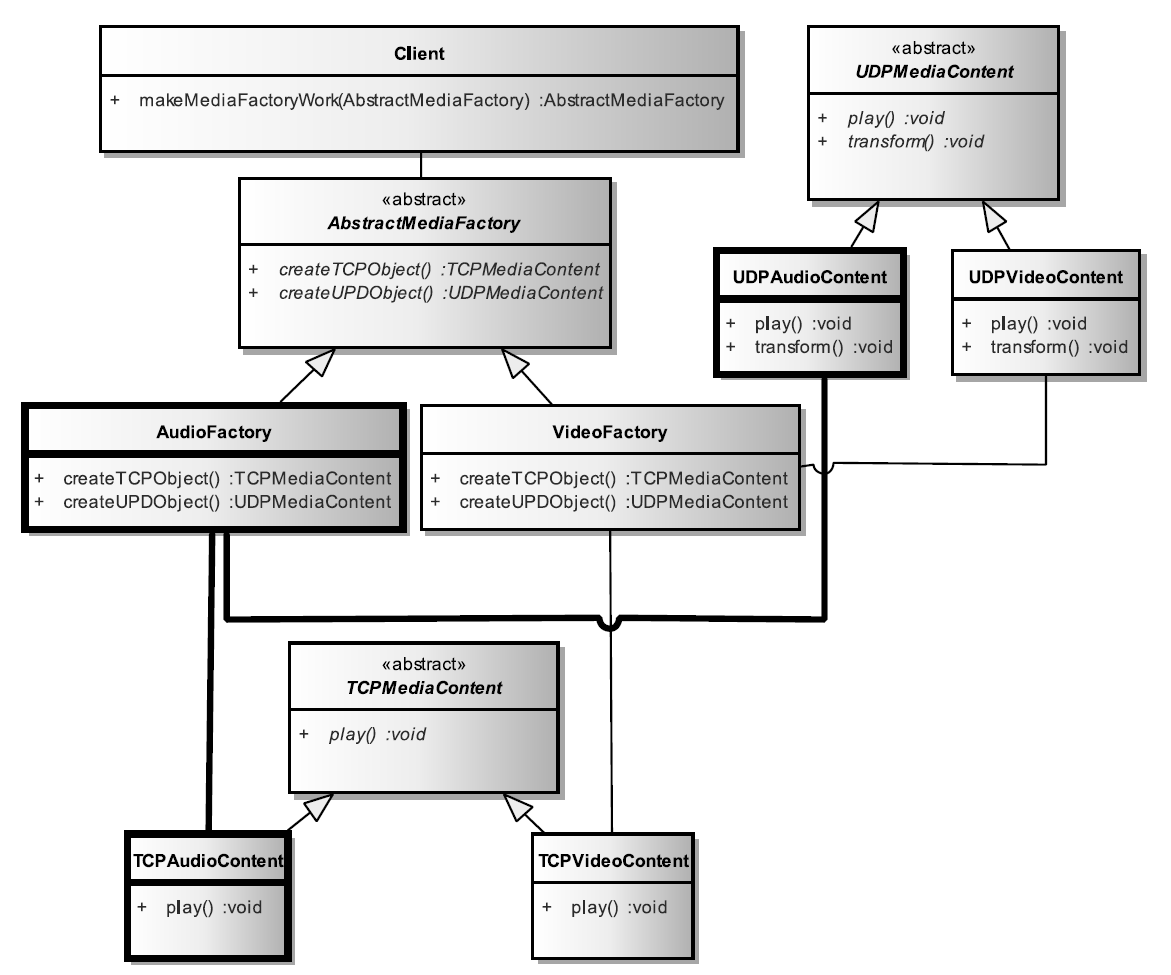 Client
+ makeMediaFactoryWork(AbstractMediaFactory) :AbstractMediaFactory
«abstract»
UDPMediaContent
+ play() :void
+ transform() :void
«abstract»
AbstractMediaFactory
+ createTCPObject() :TCPMediaContent
+ createUPDObject() :UDPMediaContent
UDPAudioContent
+ play() :void
+ transform() :void
UDPVideoContent
+ play() :void
+ transform() :void
AudioFactory
+ createTCPObject() :TCPMediaContent
+ createUPDObject() :UDPMediaContent
VideoFactory
+ createTCPObject() :TCPMediaContent
+ createUPDObject() :UDPMediaContent
«abstract»
TCPMediaContent
+ play() :void
TCPAudioContent
+ play() :void
TCPVideoContent
+ play() :void